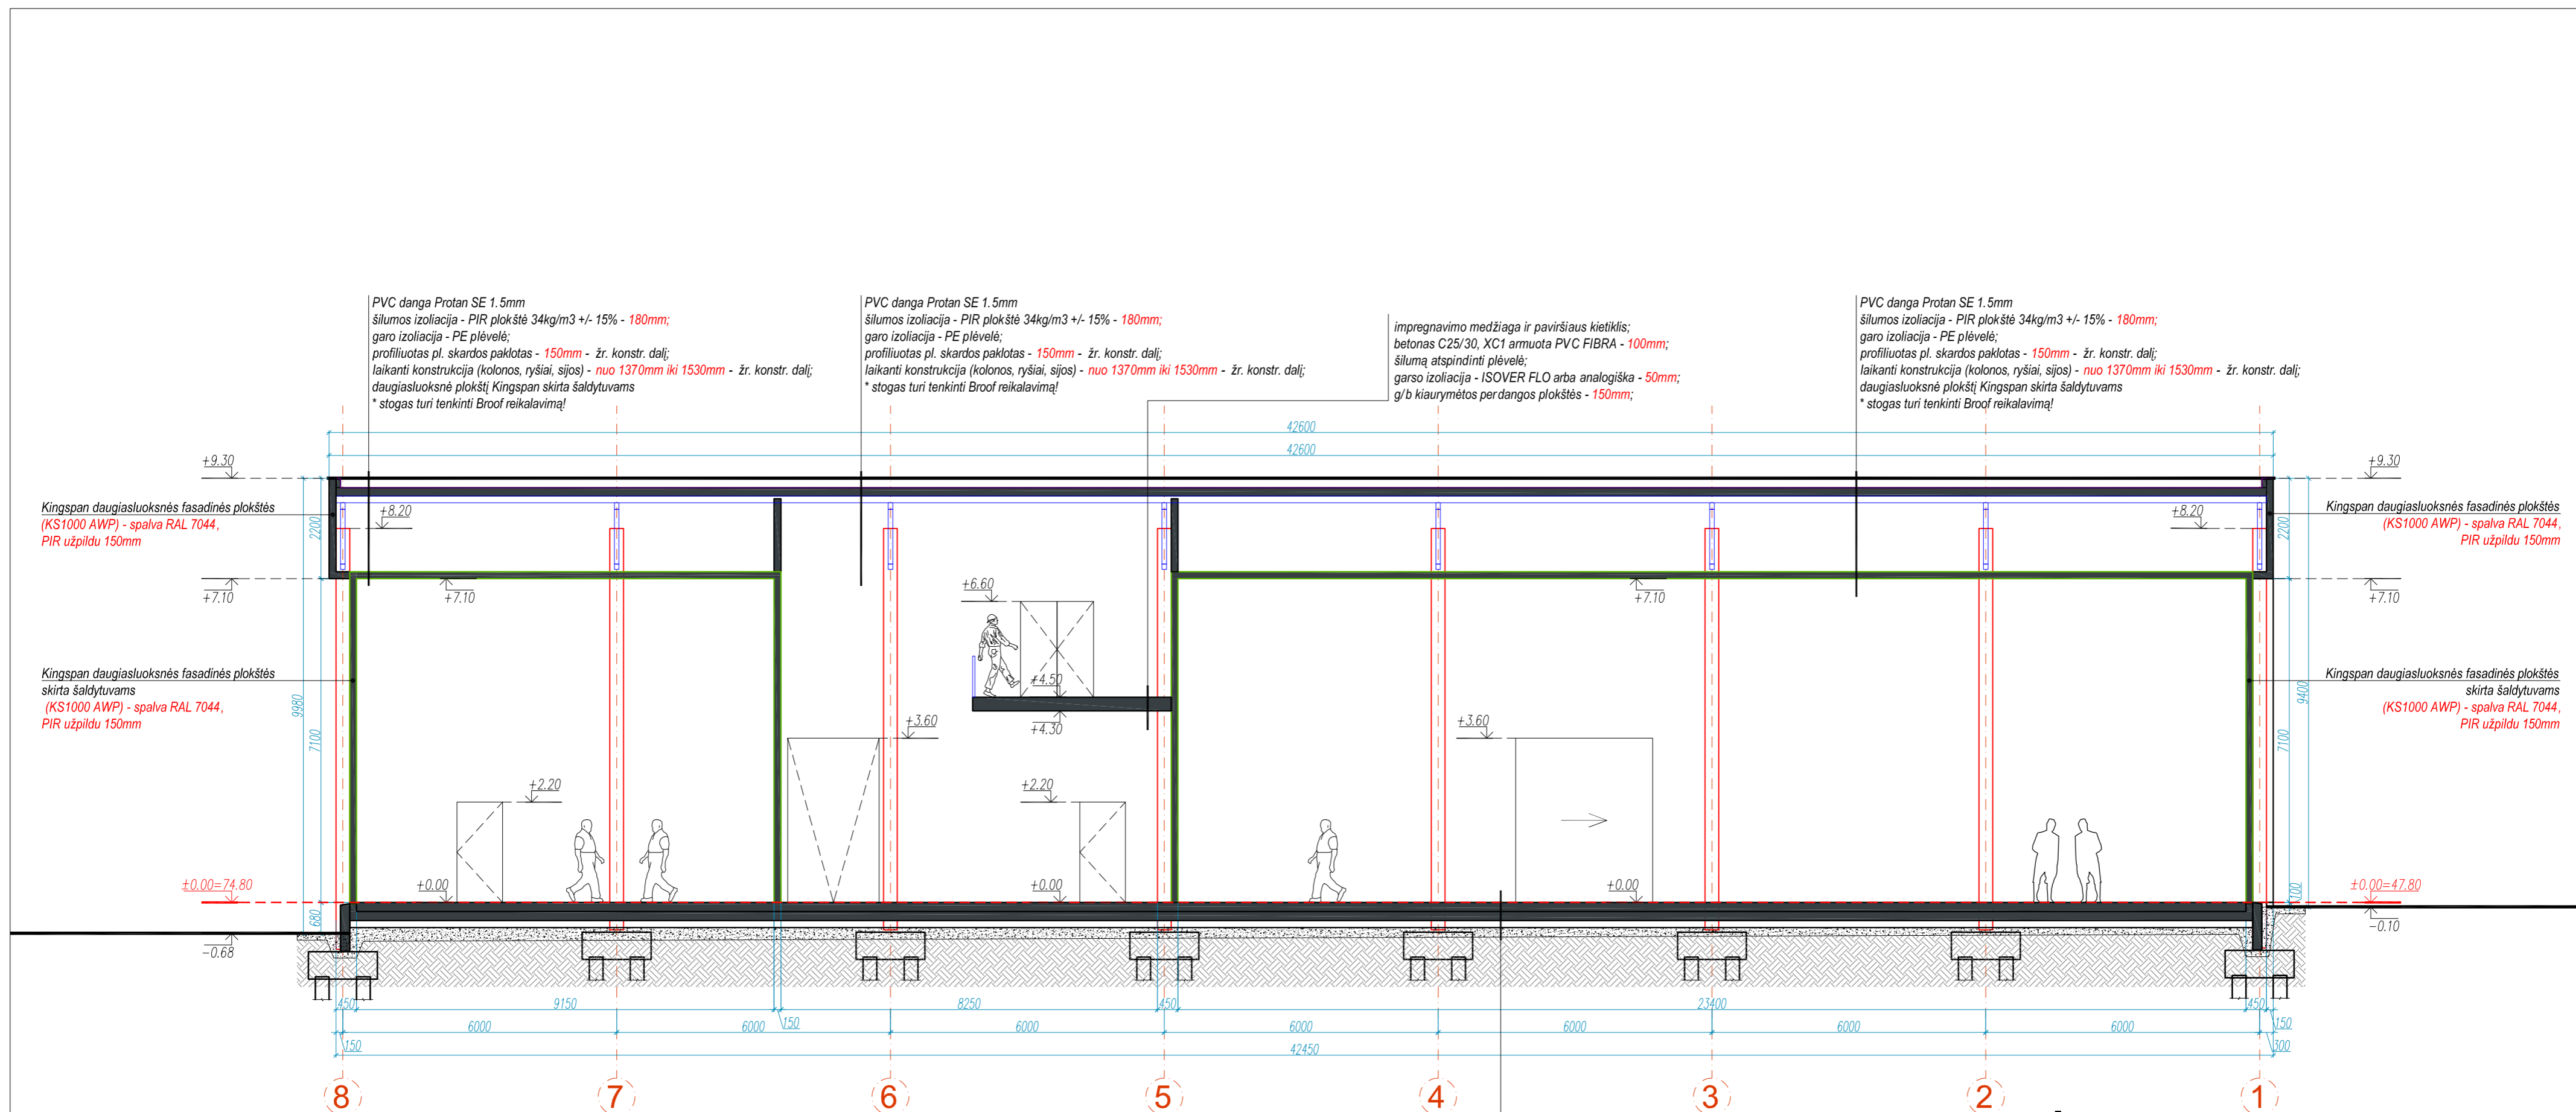 PVC danga Protan SE 1.5mm
šilumos izoliacija - PIR plokštė 34kg/m3 +/- 15% - 180mm;
garo izoliacija - PE plėvelė;
profiliuotas pl. skardos paklotas - 150mm - žr. konstr. dalį;
laikanti konstrukcija (kolonos, ryšiai, sijos) - nuo 1370mm iki 1530mm - žr. konstr. dalį;
daugiasluoksnė plokštį Kingspan skirta šaldytuvams
* stogas turi tenkinti Broof reikalavimą!
PVC danga Protan SE 1.5mm
šilumos izoliacija - PIR plokštė 34kg/m3 +/- 15% - 180mm;
garo izoliacija - PE plėvelė;
profiliuotas pl. skardos paklotas - 150mm - žr. konstr. dalį;
laikanti konstrukcija (kolonos, ryšiai, sijos) - nuo 1370mm iki 1530mm - žr. konstr. dalį;
* stogas turi tenkinti Broof reikalavimą!
impregnavimo medžiaga ir paviršiaus kietiklis;
betonas C25/30, XC1 armuota PVC FIBRA - 100mm;
šilumą atspindinti plėvelė;
garso izoliacija - ISOVER FLO arba analogiška - 50mm;
g/b kiaurymėtos perdangos plokštės - 150mm;
PVC danga Protan SE 1.5mm
šilumos izoliacija - PIR plokštė 34kg/m3 +/- 15% - 180mm;
garo izoliacija - PE plėvelė;
profiliuotas pl. skardos paklotas - 150mm - žr. konstr. dalį;
laikanti konstrukcija (kolonos, ryšiai, sijos) - nuo 1370mm iki 1530mm - žr. konstr. dalį;
daugiasluoksnė plokštį Kingspan skirta šaldytuvams
* stogas turi tenkinti Broof reikalavimą!
42600
42600
+9.30
+9.30
Kingspan daugiasluoksnės fasadinės plokštės
(KS1000 AWP) - spalva RAL 7044,
PIR užpildu 150mm
2200
+8.20
+8.20
2200
Kingspan daugiasluoksnės fasadinės plokštės
(KS1000 AWP) - spalva RAL 7044,
PIR užpildu 150mm
+7.10
+7.10
+6.60
+7.10
+7.10
Kingspan daugiasluoksnės fasadinės plokštės
skirta šaldytuvams
(KS1000 AWP) - spalva RAL 7044,
PIR užpildu 150mm
9980
7100
+4.50
+4.30
+3.60
+3.60
9400
7100
Kingspan daugiasluoksnės fasadinės plokštės
skirta šaldytuvams
(KS1000 AWP) - spalva RAL 7044,
PIR užpildu 150mm
+2.20
+2.20
±0.00=74.80
+0.00
+0.00
+0.00
100
±0.00=47.80
680
-0.68
-0.10
450
9150
150
8250
450
23400
450
150
6000
6000
6000
6000
6000
6000
6000
150
42450
300
8
7
6
5
4
3
2
1